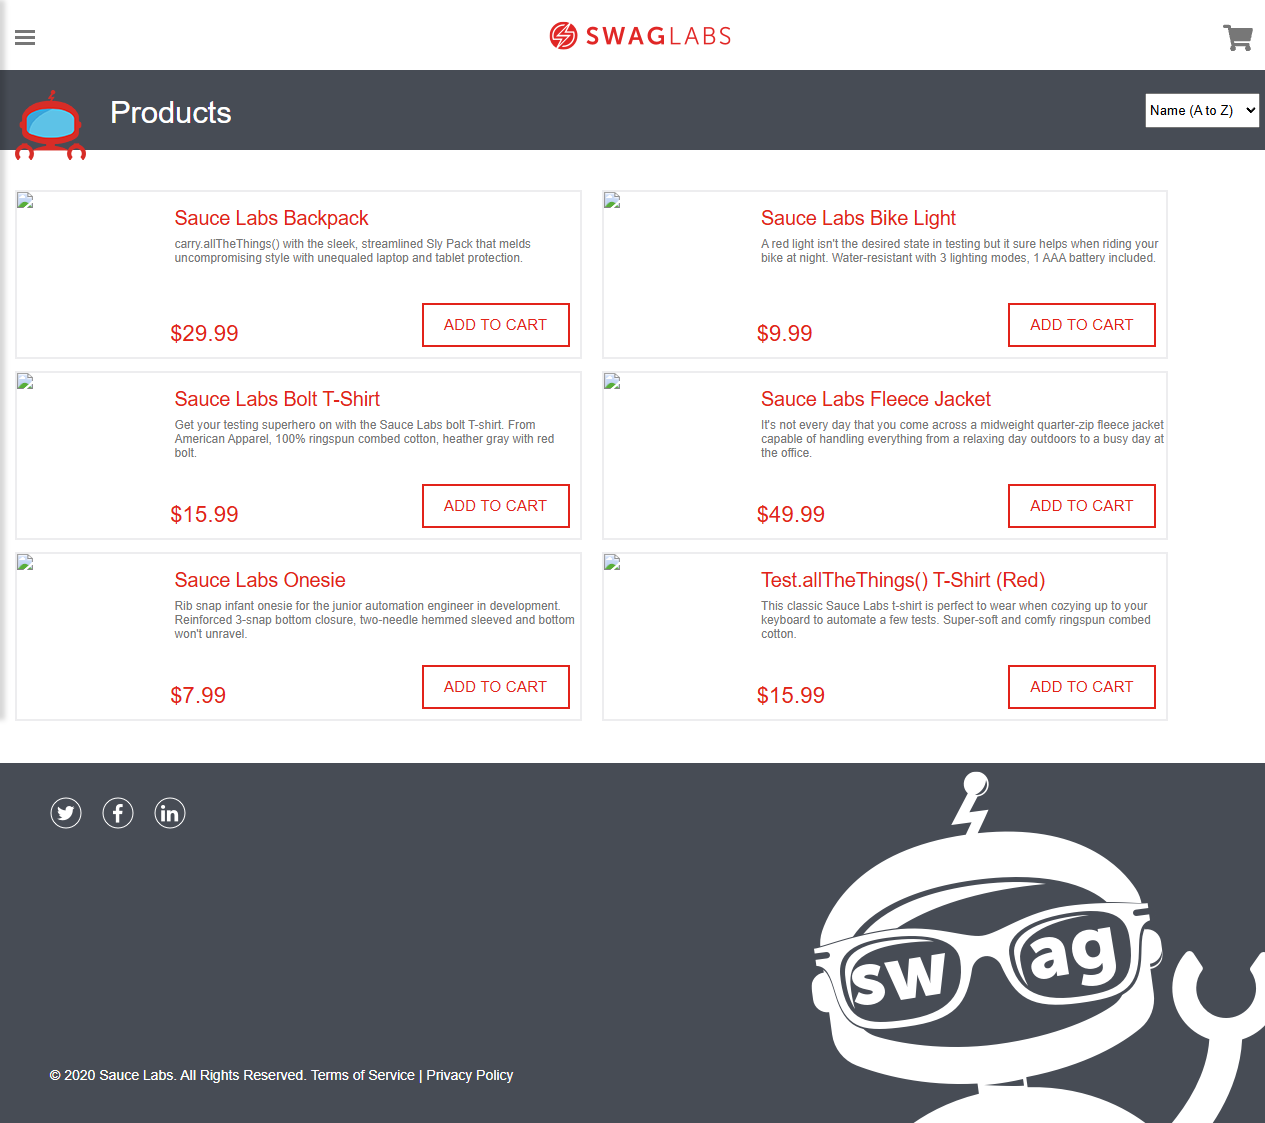 SWAGLABS
Products
Name (A to Z)
Sauce Labs Backpack
carry.allTheThings() with the sleek, streamlined Sly Pack that melds
uncompromising style with unequaled laptop and tablet protection.
$29.99
ADD TO CART
Sauce Labs Bike Light
A red light isn't the desired state in testing but it sure helps when riding your
bike at night. Water-resistant with 3 lighting modes, 1 AAA battery included.
$9.99
ADD TO CART
Sauce Labs Bolt T-Shirt
Get your testing superhero on with the Sauce Labs bolt T-shirt. From
American Apparel, 100% ringspun combed cotton, heather gray with red
bolt.
$15.99
ADD TO CART
Sauce Labs Fleece Jacket
It's not every day that you come across a midweight quarter-zip fleece jacket
capable of handling everything from a relaxing day outdoors to a busy day at
the office.
$49.99
ADD TO CART
Sauce Labs Onesie
Rib snap infant onesie for the junior automation engineer in development.
Reinforced 3-snap bottom closure, two-needle hemmed sleeved and bottom
won't unravel.
$7.99
ADD TO CART
Test.allTheThings() T-Shirt (Red)
This classic Sauce Labs t-shirt is perfect to wear when cozying up to your
keyboard to automate a few tests. Super-soft and comfy ringspun combed
cotton.
$15.99
ADD TO CART
f
in
sw ag
© 2020 Sauce Labs. All Rights Reserved. Terms of Service | Privacy Policy